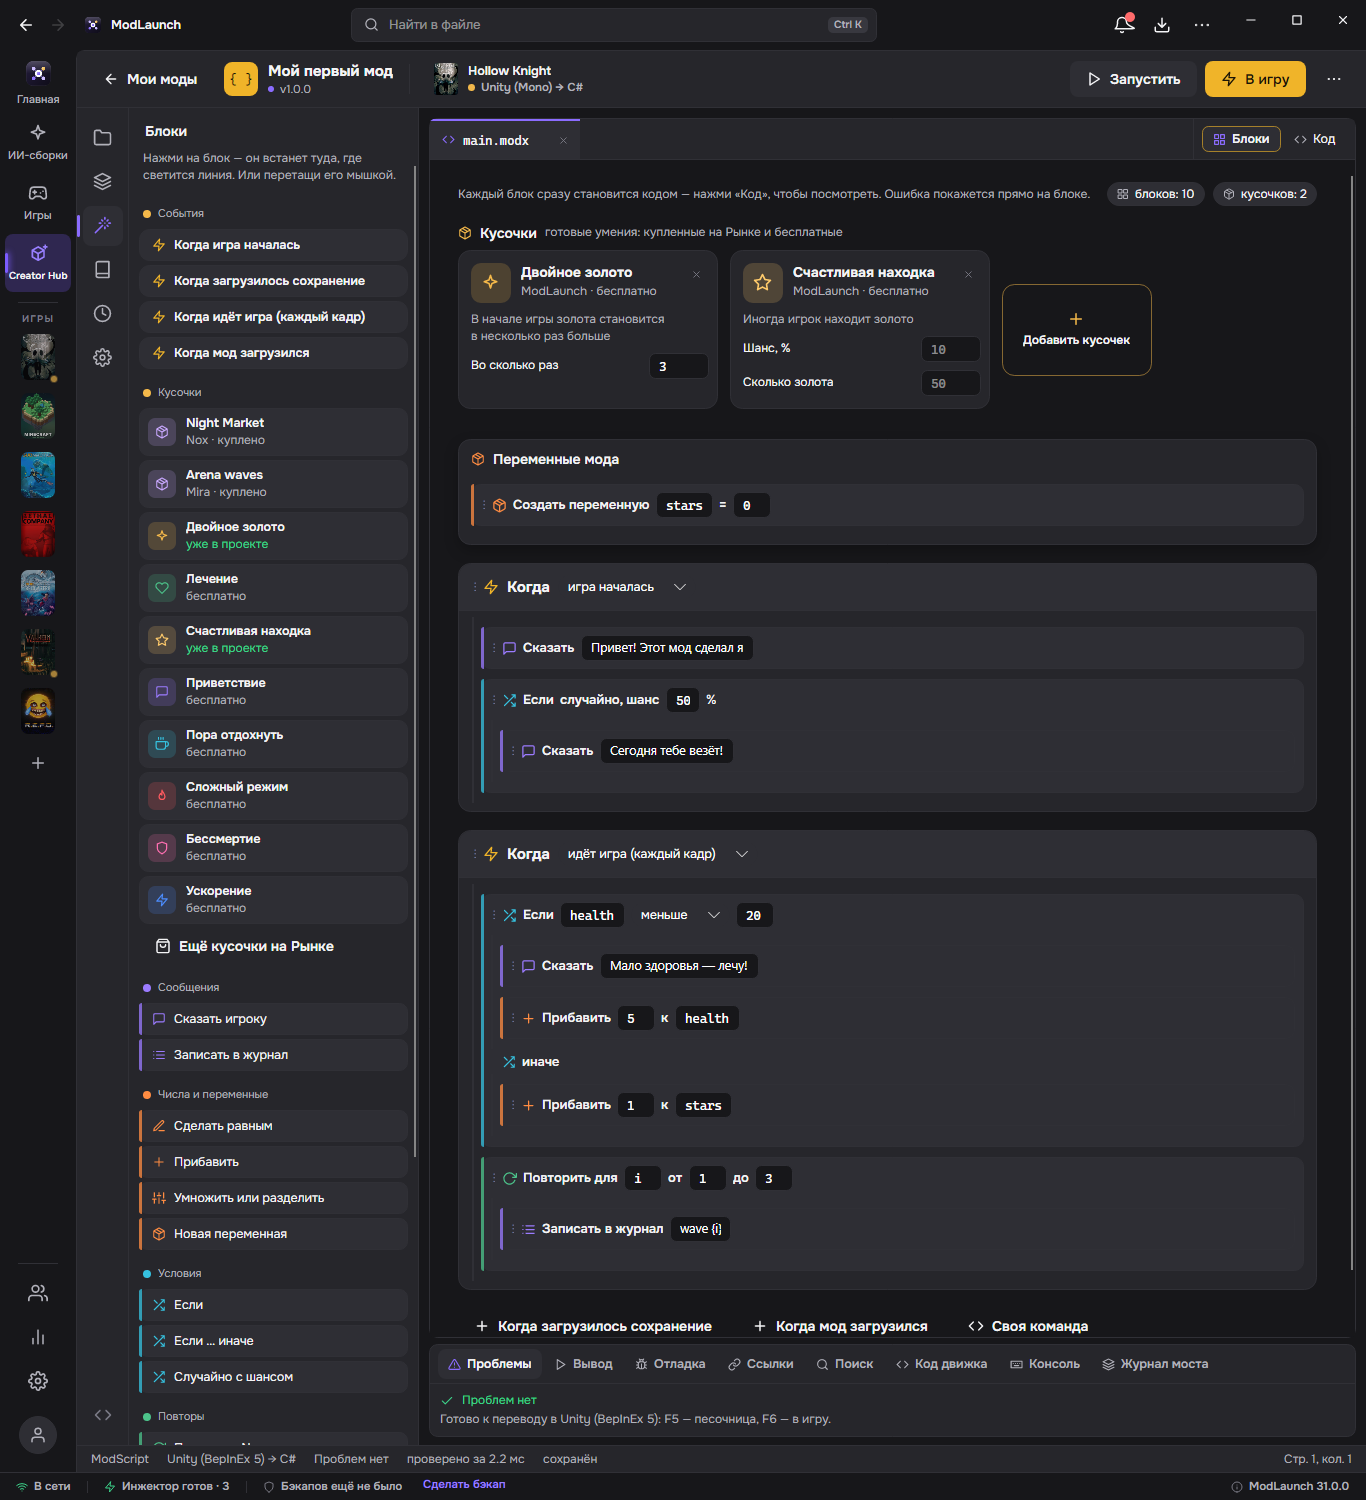 ModLaunch
Найти в файле
Ctrl K
Главная
ИИ-сборки
Игры
Creator Hub
ИГРЫ
Мои моды
{ }
Мой первый мод
v1.0.0
Hollow Knight
Unity (Mono) → C#
Запустить
В игру
Блоки
Нажми на блок — он встанет туда, где
светится линия. Или перетащи его мышкой.
События
Когда игра началась
Когда загрузилось сохранение
Когда идёт игра (каждый кадр)
Когда мод загрузился
Кусочки
Night Market
Nox · куплено
Arena waves
Mira · куплено
Двойное золото
уже в проекте
Лечение
бесплатно
Счастливая находка
уже в проекте
Приветствие
бесплатно
Пора отдохнуть
бесплатно
Сложный режим
бесплатно
Бессмертие
бесплатно
Ускорение
бесплатно
Ещё кусочки на Рынке
Сообщения
Сказать игроку
Записать в журнал
Числа и переменные
Сделать равным
Прибавить
Умножить или разделить
Новая переменная
Условия
Если
Если ... иначе
Случайно с шансом
Повторы
main.modx
Блоки
Код
Каждый блок сразу становится кодом — нажми «Код», чтобы посмотреть. Ошибка покажется прямо на блоке.
блоков: 10
кусочков: 2
Кусочки готовые умения: купленные на Рынке и бесплатные
Двойное золото
ModLaunch · бесплатно
В начале игры золота становится
в несколько раз больше
Во сколько раз 3
Счастливая находка
ModLaunch · бесплатно
Иногда игрок находит золото
Шанс, % 10
Сколько золота 50
Добавить кусочек
Переменные мода
Создать переменную stars = 0
Когда игра началась
Сказать Привет! Этот мод сделал я
Если случайно, шанс 50 %
Сказать Сегодня тебе везёт!
Когда идёт игра (каждый кадр)
Если health меньше 20
Сказать Мало здоровья — лечу!
Прибавить 5 к health
иначе
Прибавить 1 к stars
Повторить для i от 1 до 3
Записать в журнал wave {i}
Когда загрузилось сохранение
Когда мод загрузился
Своя команда
Проблемы
Вывод
Отладка
Ссылки
Поиск
Код движка
Консоль
Журнал моста
Проблем нет
Готово к переводу в Unity (BepInEx 5): F5 — песочница, F6 — в игру.
ModScript
Unity (BepInEx 5) → C#
Проблем нет
проверено за 2.2 мс
сохранён
Стр. 1, кол. 1
В сети
Инжектор готов · 3
Бэкапов ещё не было
Сделать бэкап
ModLaunch 31.0.0